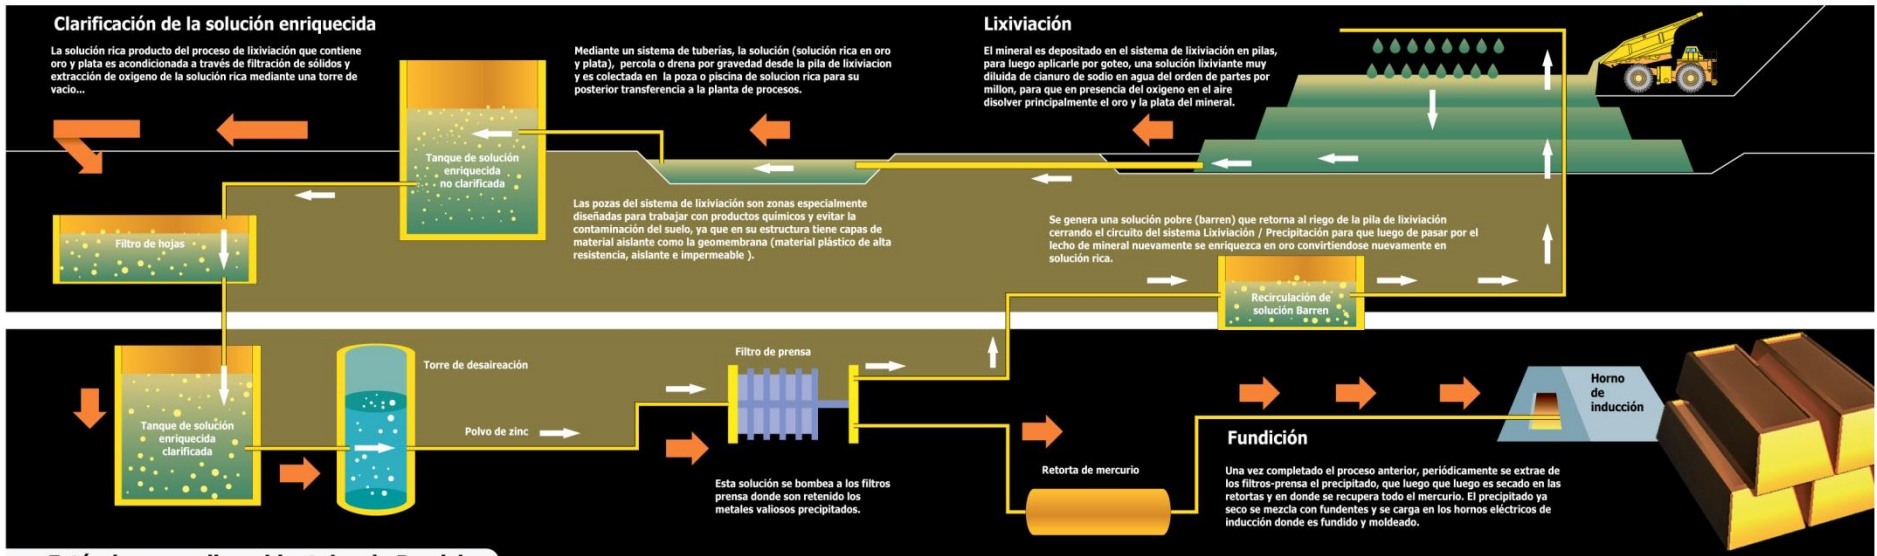 Clarificación de la solución enriquecida
La solución rica producto del proceso de lixiviación que contiene
oro y plata es acondicionada a través de filtración de sólidos y
extracción de oxigeno de la solución rica mediante una torre de
vacio...
Mediante un sistema de tuberías, la solución (solución rica en oro
y plata), percola o drena por gravedad desde la pila de lixiviacion
y es colectada en la poza o piscina de solucion rica para su
posterior transferencia a la planta de procesos.
Lixiviación
El mineral es depositado en el sistema de lixiviación en pilas,
para luego aplicarle por goteo, una solución lixiviante muy
diluida de cianuro de sodio en agua del orden de partes por
millon, para que en presencia del oxigeno en el aire
disolver principalmente el oro y la plata del mineral.
Tanque de solución
enriquecida
no clarificada
Filtro de hojas
Las pozas del sistema de lixiviación son zonas especialmente
diseñadas para trabajar con productos químicos y evitar la
contaminación del suelo, ya que en su estructura tiene capas de
material aislante como la geomembrana (material plástico de alta
resistencia, aislante e impermeable ).
Se genera una solución pobre (barren) que retorna al riego de la pila de lixiviación
cerrando el circuito del sistema Lixiviación / Precipitación para que luego de pasar por el
lecho de mineral nuevamente se enriquezca en oro convirtiendose nuevamente en
solución rica.
Recirculación de
solución Barren
Tanque de solución
enriquecida
clarificada
Torre de desaireación
Polvo de zinc
Filtro de prensa
Esta solución se bombea a los filtros
prensa donde son retenido los
metales valiosos precipitados.
Retorta de mercurio
Horno
de
inducción
Fundición
Una vez completado el proceso anterior, periódicamente se extrae de
los filtros-prensa el precipitado, que luego que luego es secado en las
retortas y en donde se recupera todo el mercurio. El precipitado ya
seco se mezcla con fundentes y se carga en los hornos eléctricos de
inducción donde es fundido y moldeado.